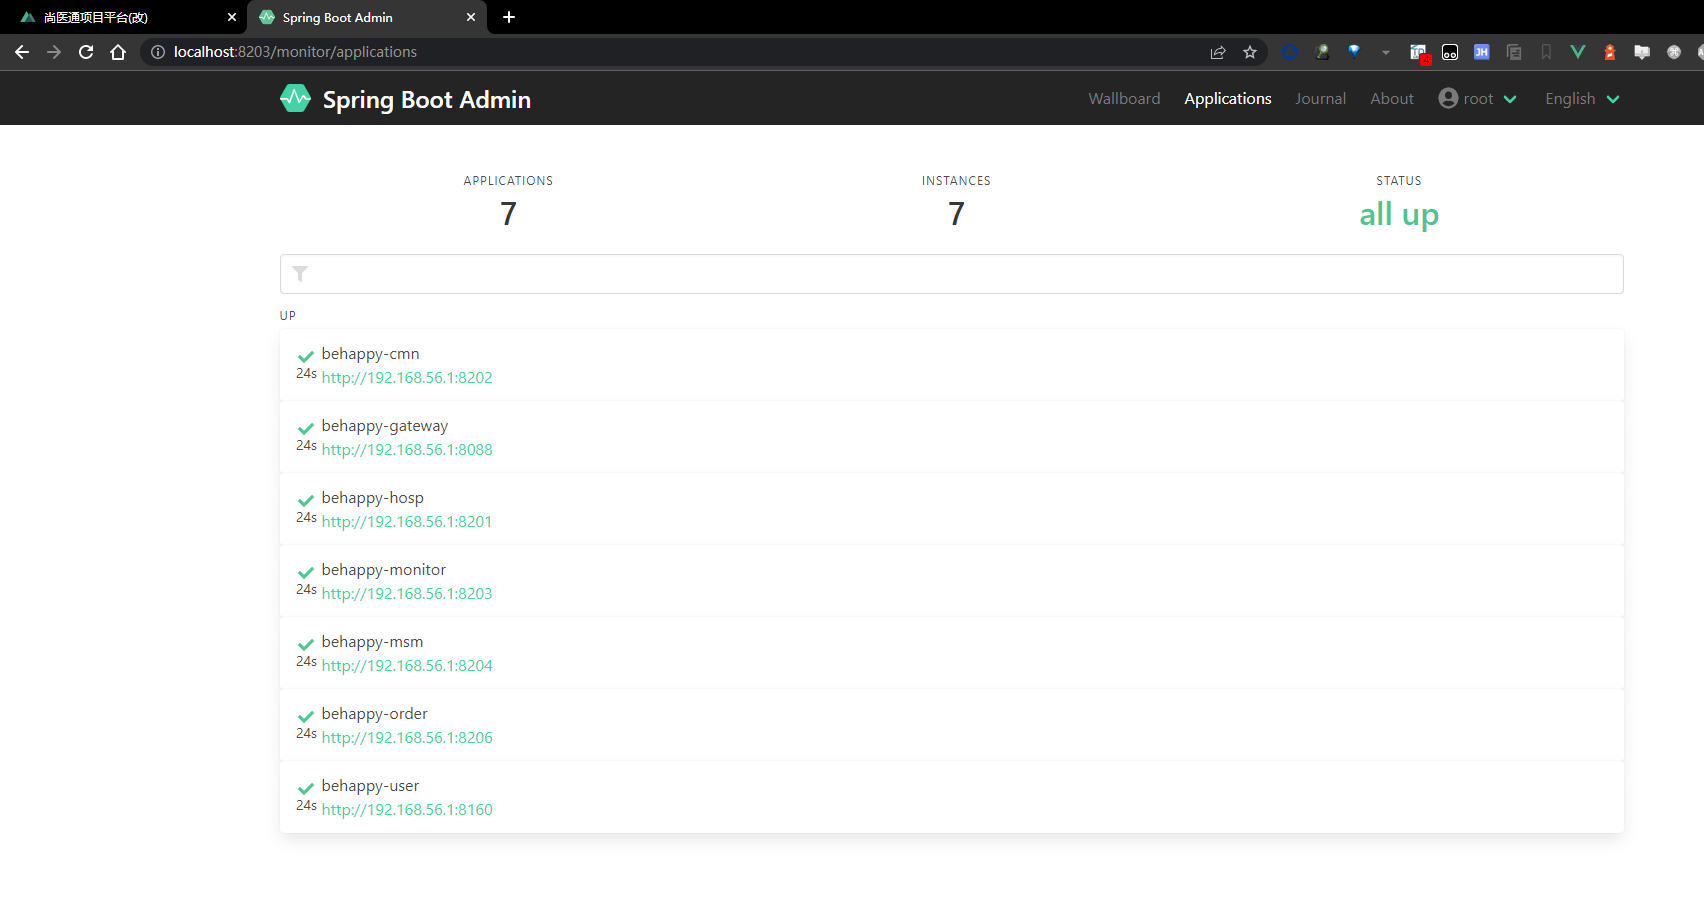 尚医通项目平台(改)
Spring Boot Admin
localhost:8203/monitor/applications
JH
Spring Boot Admin
Wallboard Applications Journal About root English
APPLICATIONS INSTANCES STATUS
7 7 all up
UP
behappy-cmn
24s http://192.168.56.1:8202
behappy-gateway
24s http://192.168.56.1:8088
behappy-hosp
24s http://192.168.56.1:8201
behappy-monitor
24s http://192.168.56.1:8203
behappy-msm
24s http://192.168.56.1:8204
behappy-order
24s http://192.168.56.1:8206
behappy-user
24s http://192.168.56.1:8160